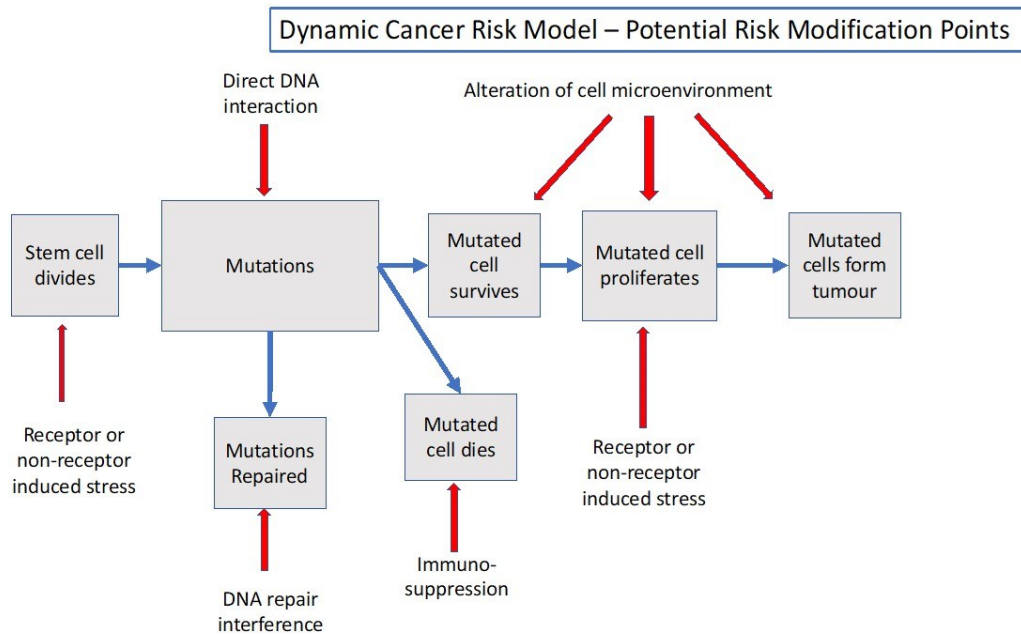 Dynamic Cancer Risk Model – Potential Risk Modification Points
Direct DNA
interaction
Alteration of cell microenvironment
Stem cell
divides
Mutations
Mutated
cell
survives
Mutated cell
proliferates
Mutated
cells form
tumour
Receptor or
non-receptor
induced stress
Mutations
Repaired
Mutated
cell dies
Receptor or
non-receptor
induced stress
DNA repair
interference
Immuno-
suppression